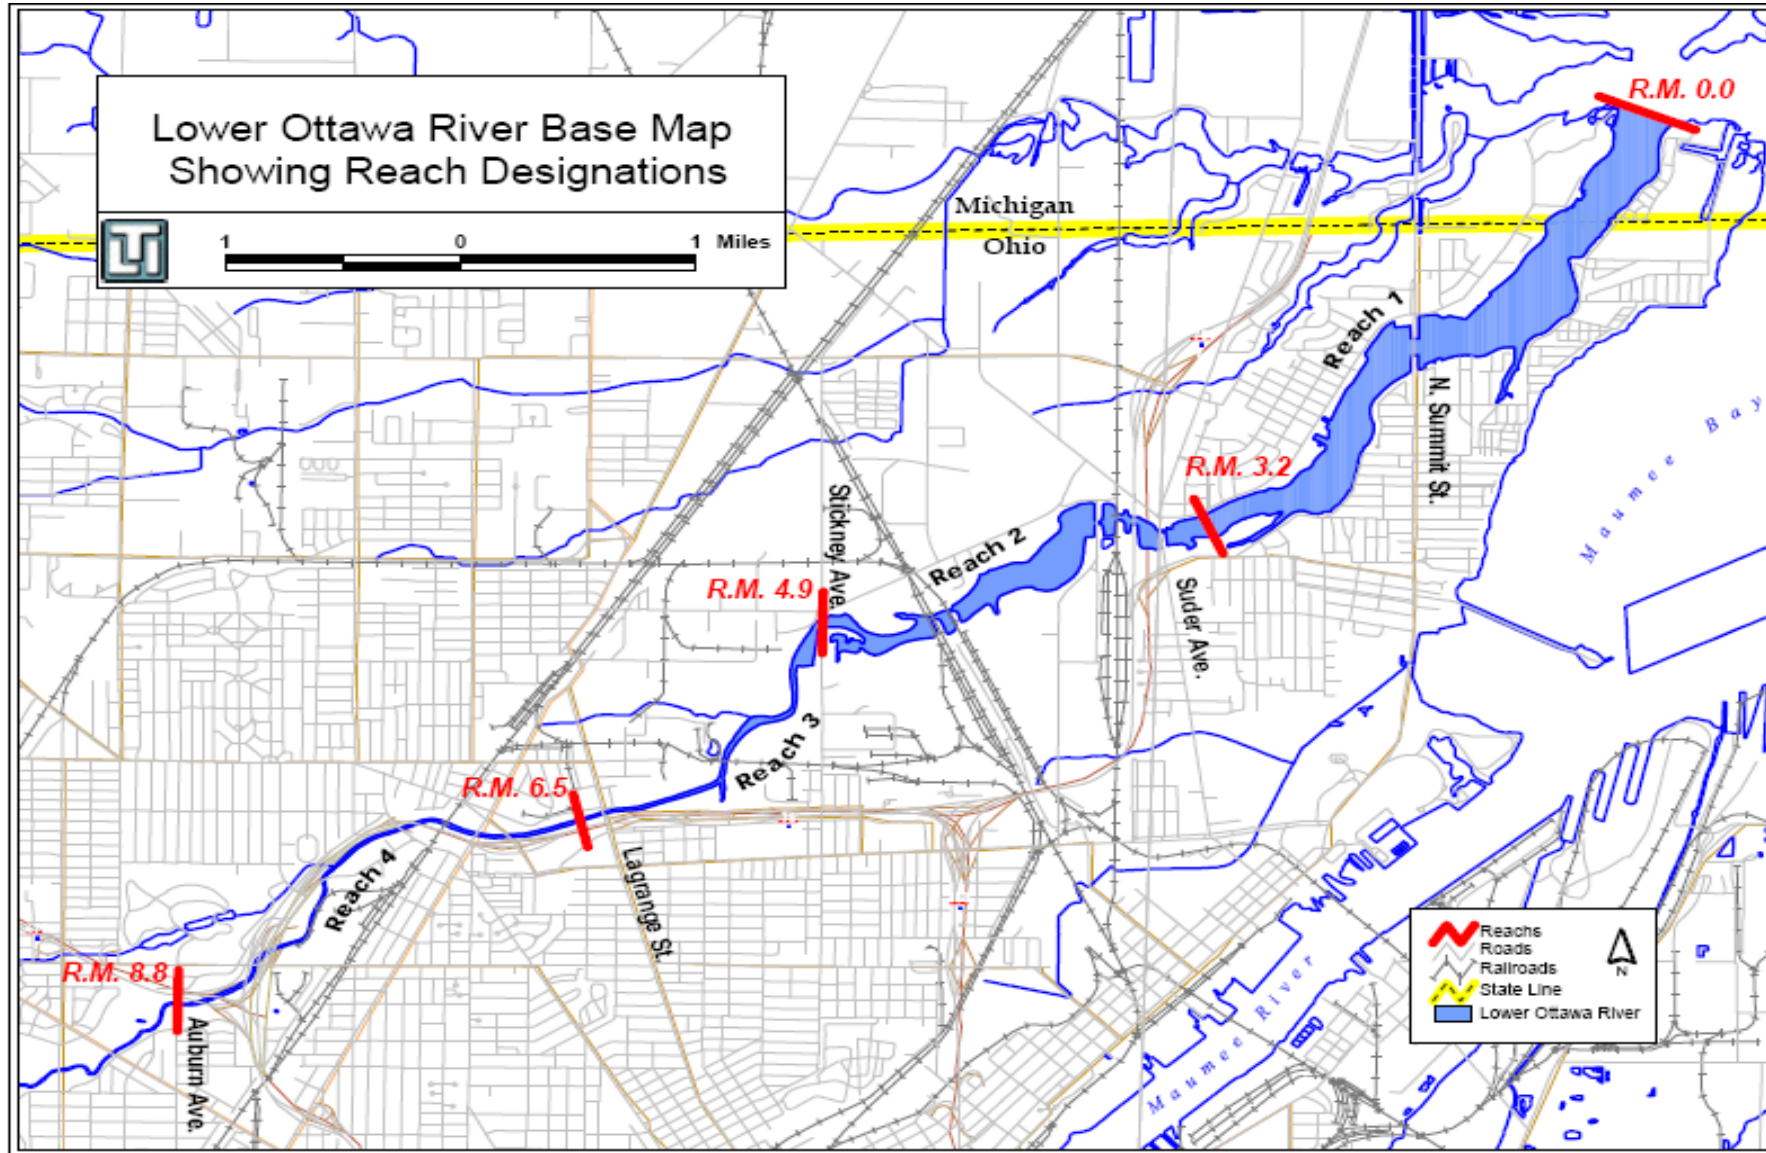 Lower Ottawa River Base Map
Showing Reach Designations
1 0 1 Miles
R.M. 0.0
Michigan
Ohio
Reach 1
N. Summit St.
Maumee Bay
R.M. 3.2
Suder Ave.
Reach 2
Stickney Ave.
R.M. 4.9
Reach 3
R.M. 6.5
Lagrange St.
Reach 4
R.M. 8.8
Auburn Ave.
Maumee River
Reachs
Roads
Railroads
State Line
Lower Ottawa River
N